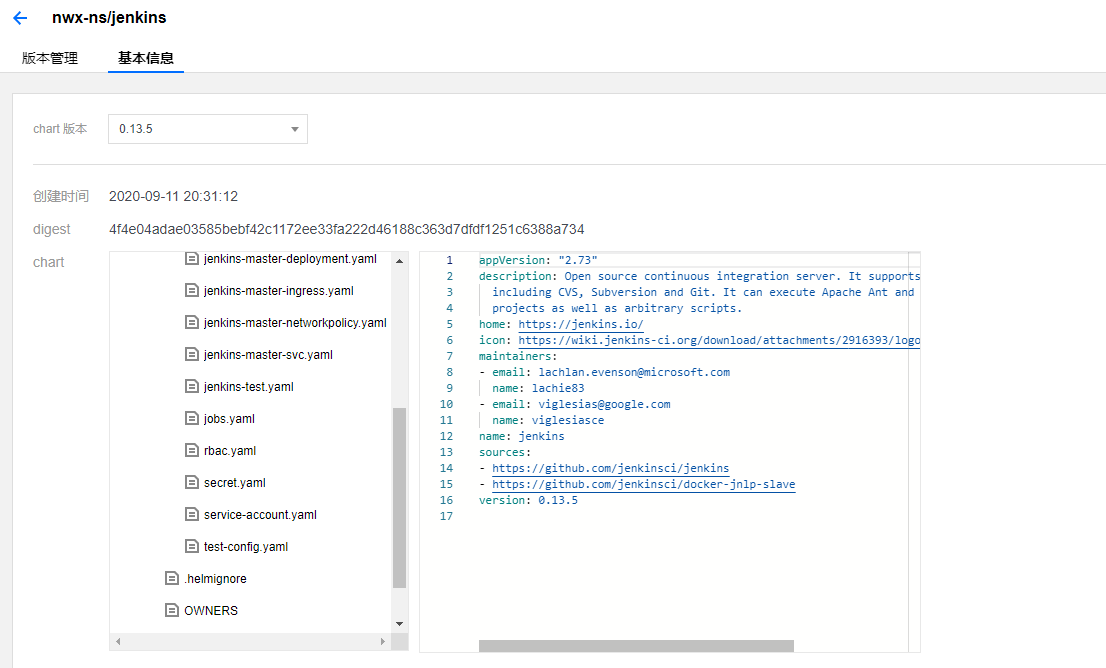 nwx-ns/jenkins
版本管理 基本信息
chart 版本 0.13.5
创建时间 2020-09-11 20:31:12
digest 4f4e04adae03585bebf42c1172ee33fa222d46188c363d7dfdf1251c6388a734
chart
jenkins-master-deployment.yaml
jenkins-master-ingress.yaml
jenkins-master-networkpolicy.yaml
jenkins-master-svc.yaml
jenkins-test.yaml
jobs.yaml
rbac.yaml
secret.yaml
service-account.yaml
test-config.yaml
.helmignore
OWNERS
1 appVersion: "2.73"
2 description: Open source continuous integration server. It supports
3 including CVS, Subversion and Git. It can execute Apache Ant and
4 projects as well as arbitrary scripts.
5 home: https://jenkins.io/
6 icon: https://wiki.jenkins-ci.org/download/attachments/2916393/logo
7 maintainers:
8 - email: lachlan.evenson@microsoft.com
9 name: lachie83
10 - email: viglesias@google.com
11 name: viglesiasce
12 name: jenkins
13 sources:
14 - https://github.com/jenkinsci/jenkins
15 - https://github.com/jenkinsci/docker-jnlp-slave
16 version: 0.13.5
17